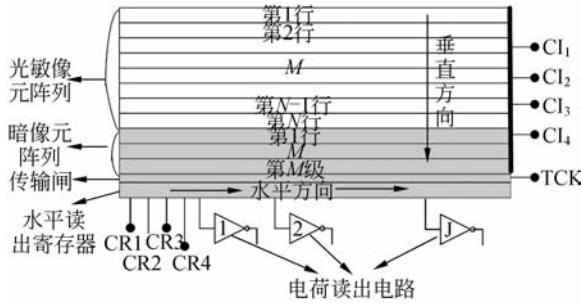 第1行
第2行
M
第N−1行
第N行
第1行
M
第M级
水平方向
垂直方向
光敏像
元阵列
暗像元
阵列
传输闸
水平读
出寄存器
CI1
CI2
CI3
CI4
TCK
CR1
CR2
CR3
CR4
1
2
J
电荷读出电路